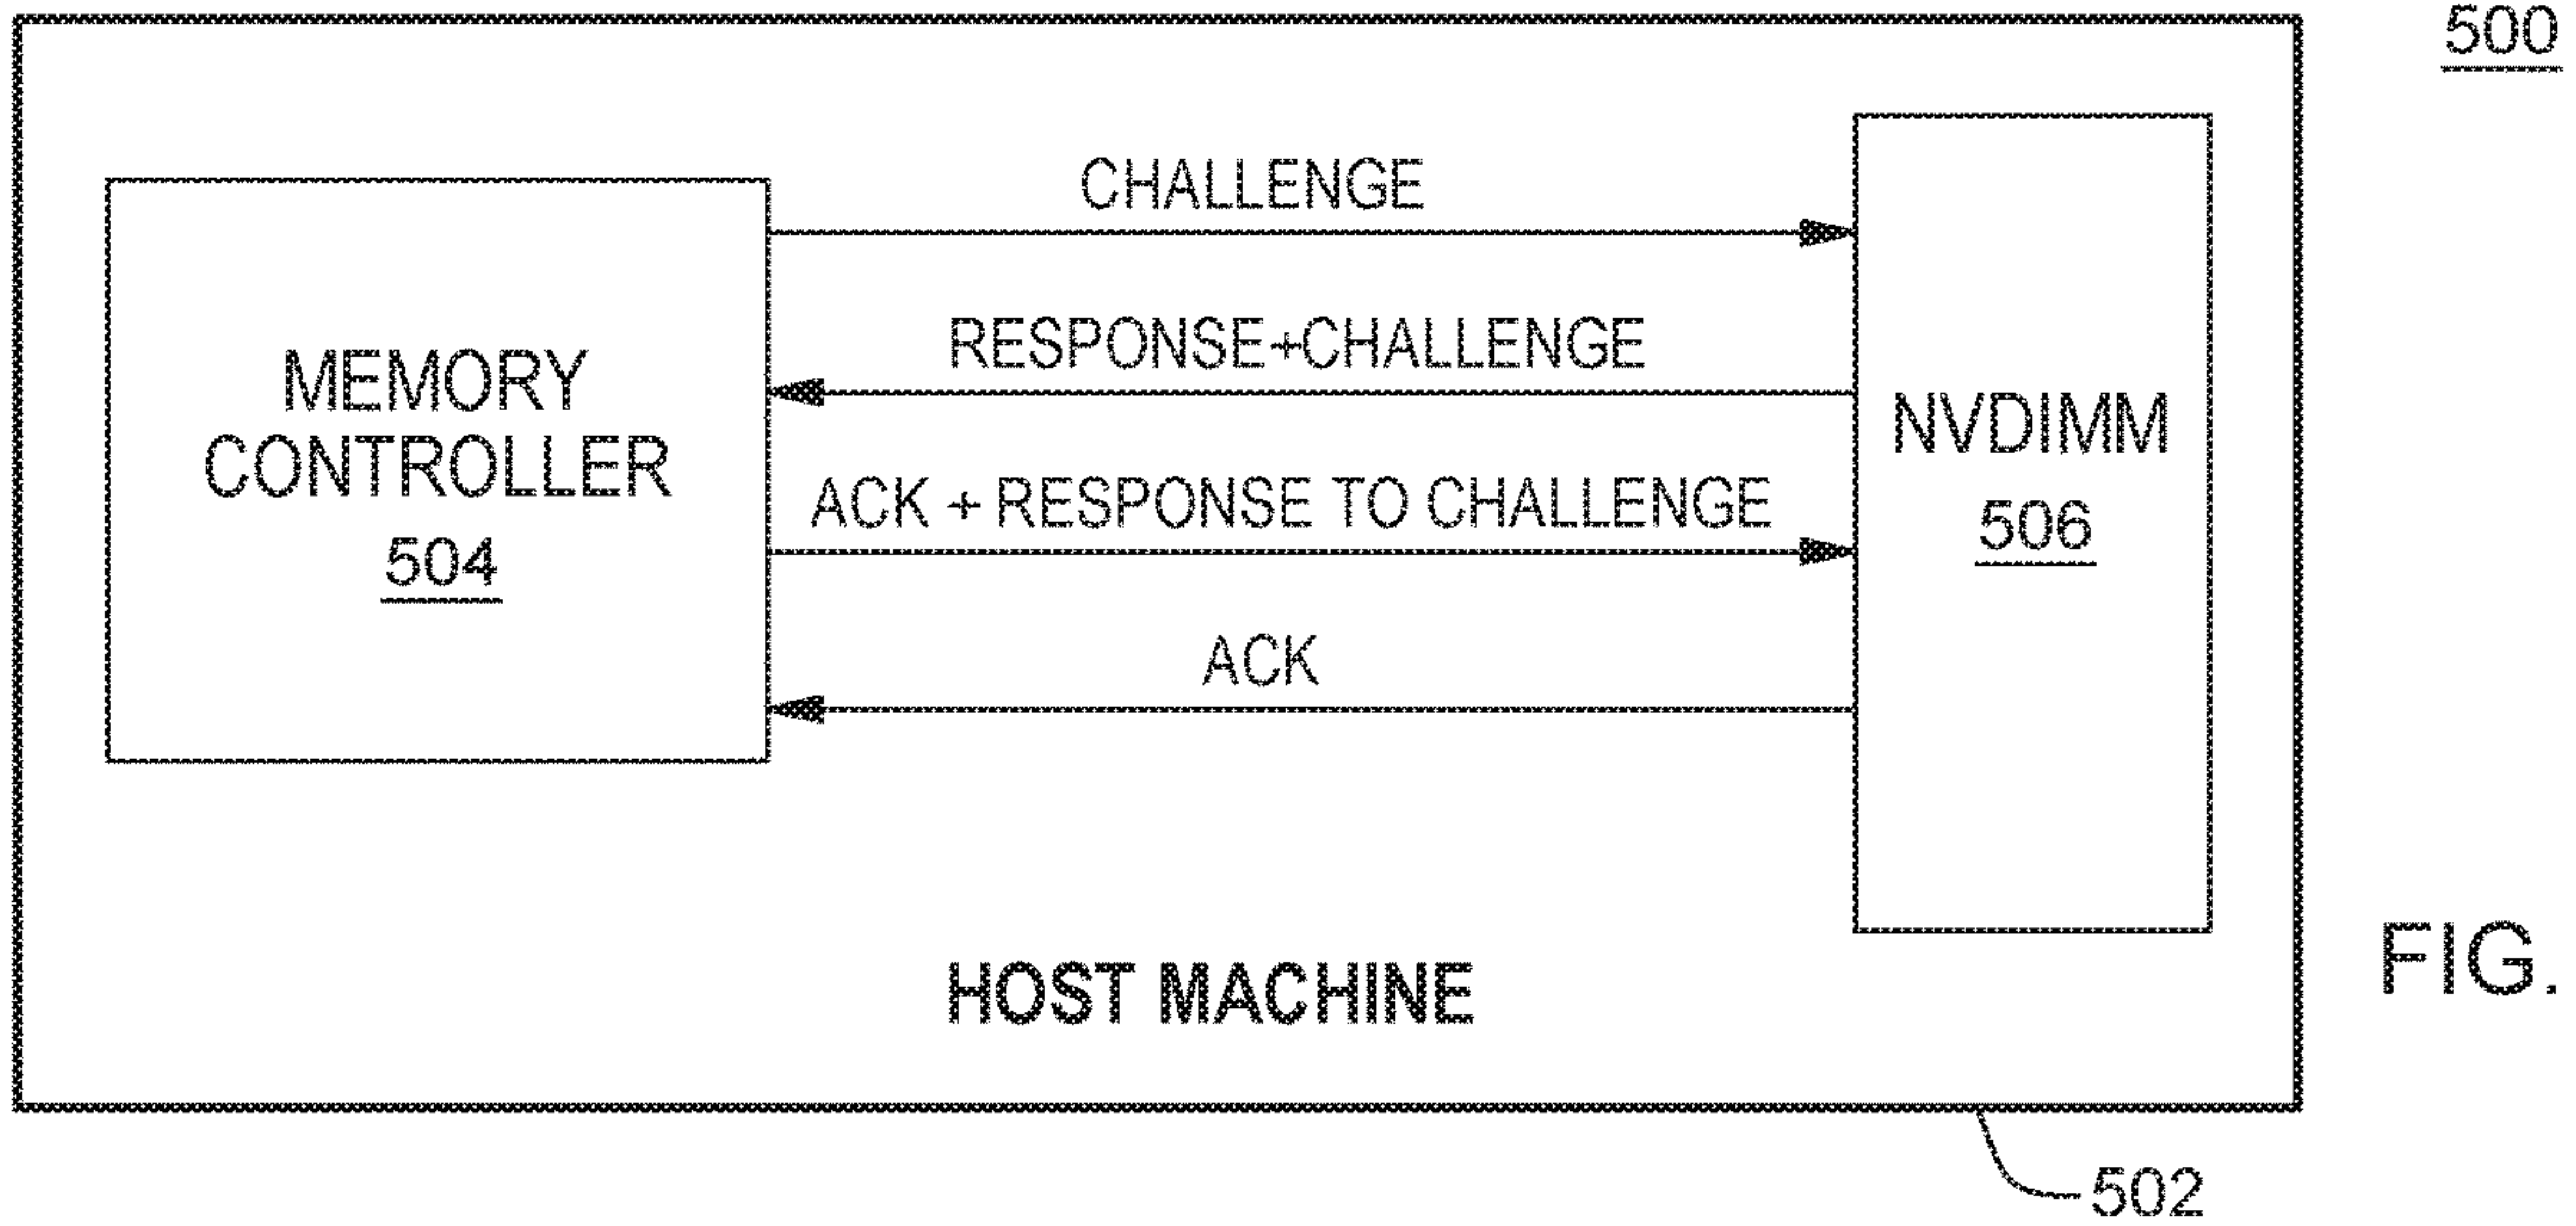 500
CHALLENGE
RESPONSE+CHALLENGE
MEMORY
CONTROLLER
504
NVDIMM
506
ACK + RESPONSE TO CHALLENGE
ACK
HOST MACHINE
FIG.
502